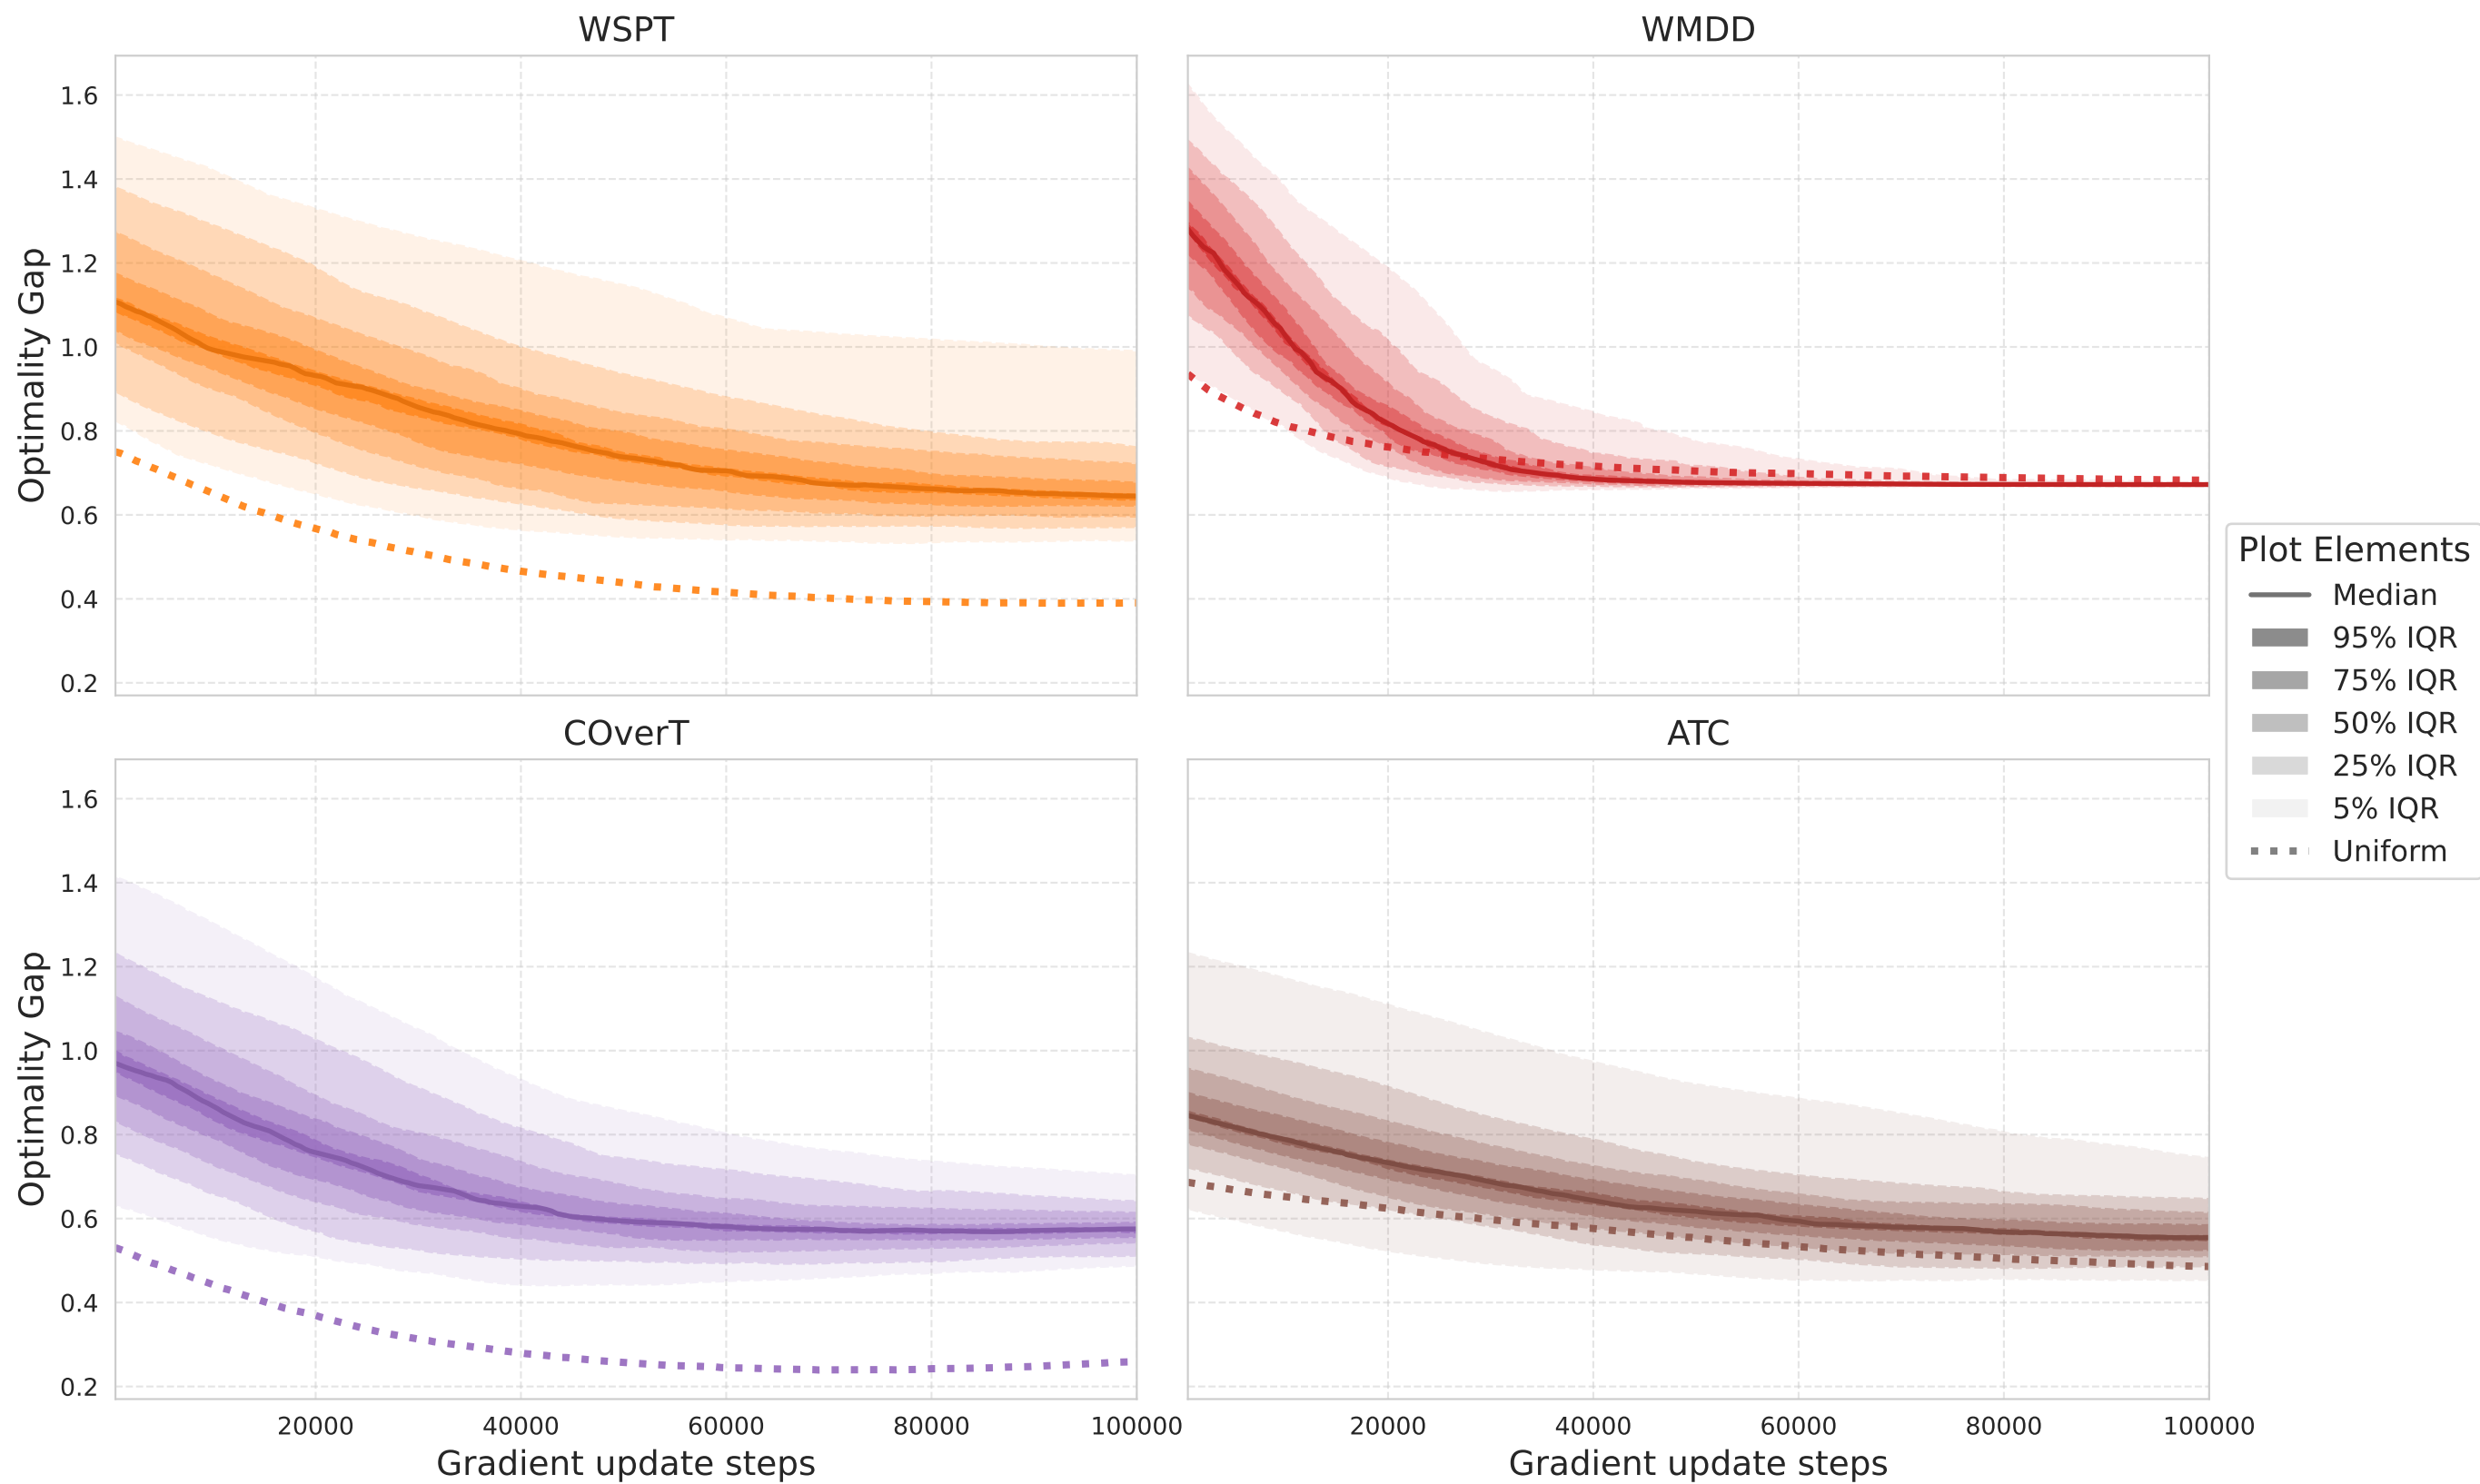 WSPT
WMDD
Optimality Gap
1.6
1.4
1.2
1.0
0.8
0.6
0.4
0.2
Plot Elements
Median
95% IQR
75% IQR
50% IQR
25% IQR
5% IQR
Uniform
COverT
ATC
Optimality Gap
1.6
1.4
1.2
1.0
0.8
0.6
0.4
0.2
20000 40000 60000 80000 100000
20000 40000 60000 80000 100000
Gradient update steps
Gradient update steps